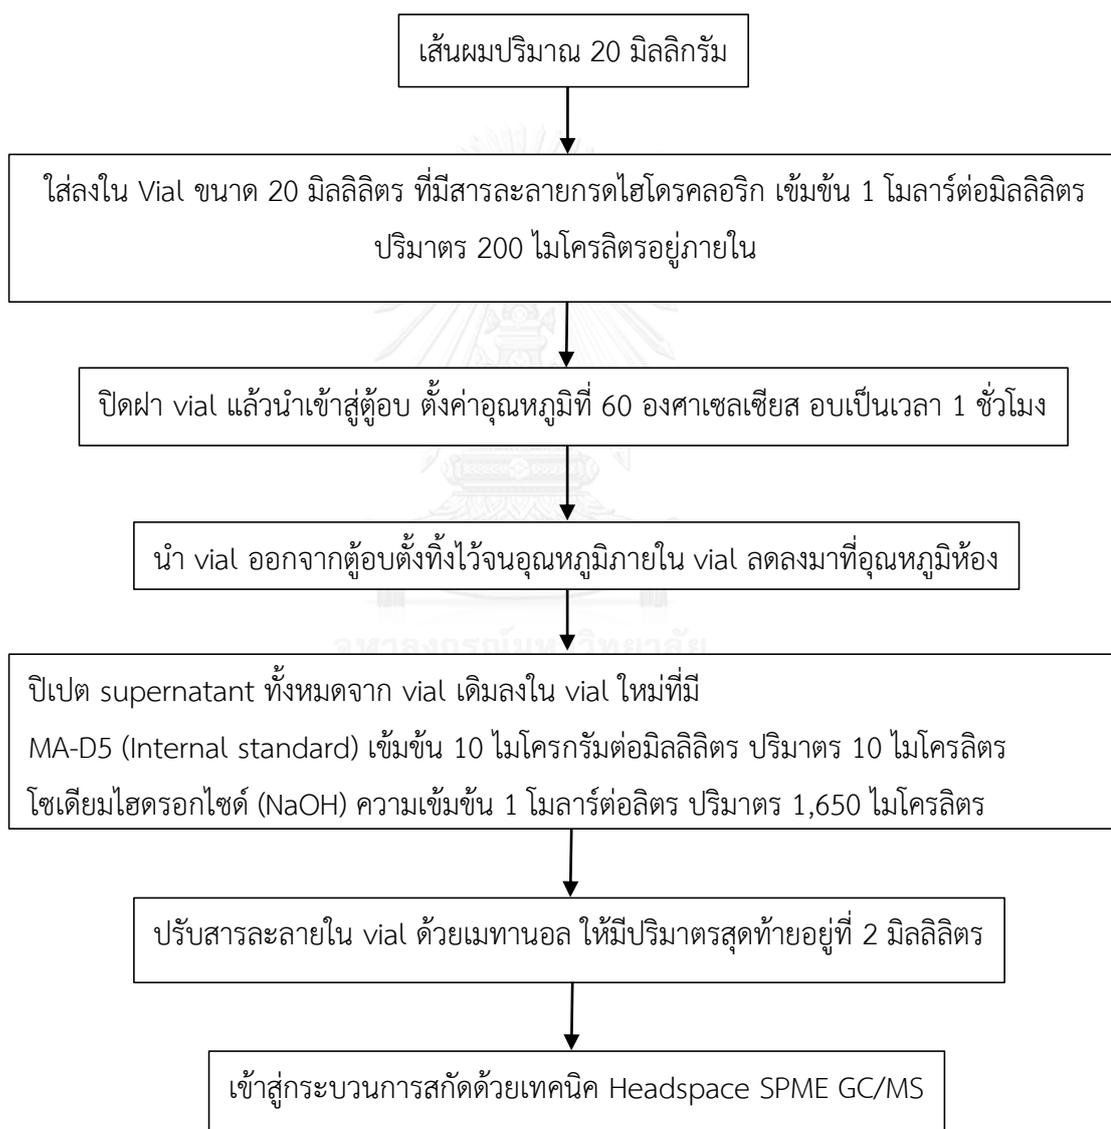 เส้นผมปริมาณ 20 มิลลิกรัม
ใส่ลงใน Vial ขนาด 20 มิลลิลิตร ที่มีสารละลายกรดไฮโดรคลอริก เข้มข้น 1 โมลาร์ต่อมิลลิลิตร
ปริมาตร 200 ไมโครลิตรอยู่ภายใน
ปิดฝา vial แล้วนำเข้าสู่ตู้อบ ตั้งค่าอุณหภูมิที่ 60 องศาเซลเซียส อบเป็นเวลา 1 ชั่วโมง
นำ vial ออกจากตู้อบตั้งทิ้งไว้จนอุณหภูมิภายใน vial ลดลงมาที่อุณหภูมิห้อง
จุฬาลงกรณ์มหาวิทยาลัย
ปิเปต supernatant ทั้งหมดจาก vial เดิมลงใน vial ใหม่ที่มี
MA-D5 (Internal standard) เข้มข้น 10 ไมโครกรัมต่อมิลลิลิตร ปริมาตร 10 ไมโครลิตร
โซเดียมไฮดรอกไซด์ (NaOH) ความเข้มข้น 1 โมลาร์ต่อลิตร ปริมาตร 1,650 ไมโครลิตร
ปรับสารละลายใน vial ด้วยเมทานอล ให้มีปริมาตรสุดท้ายอยู่ที่ 2 มิลลิลิตร
เข้าสู่กระบวนการสกัดด้วยเทคนิค Headspace SPME GC/MS